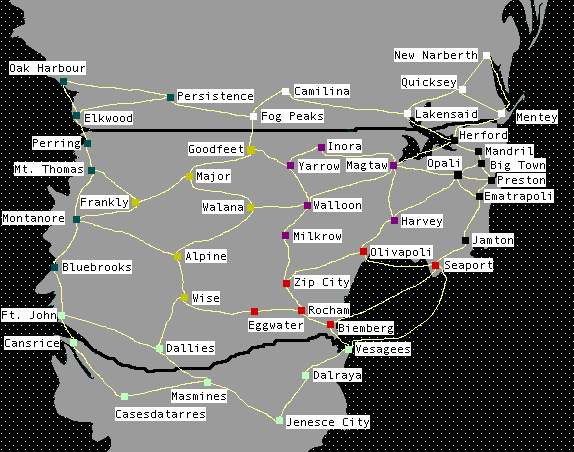 New Narberth
Oak Harbour
Quicksey
Camilina
Persistence
Lakensaid
Mentey
Elkwood
Fog Peaks
Herford
Perring
Inora
Goodfeet
Mandril
Mt. Thomas
Yarrow
Magtaw
Opali
Big Town
Major
Preston
Ematrapoli
Frankly
Walana
Walloon
Montanore
Harvey
Milkrow
Jamton
Alpine
Olivapoli
Bluebrooks
Seaport
Zip City
Wise
Ft. John
Rocham
Eggwater
Biemberg
Cansrice
Dallies
Vesagees
Dalraya
Masmines
Casesdatarres
Jenesce City